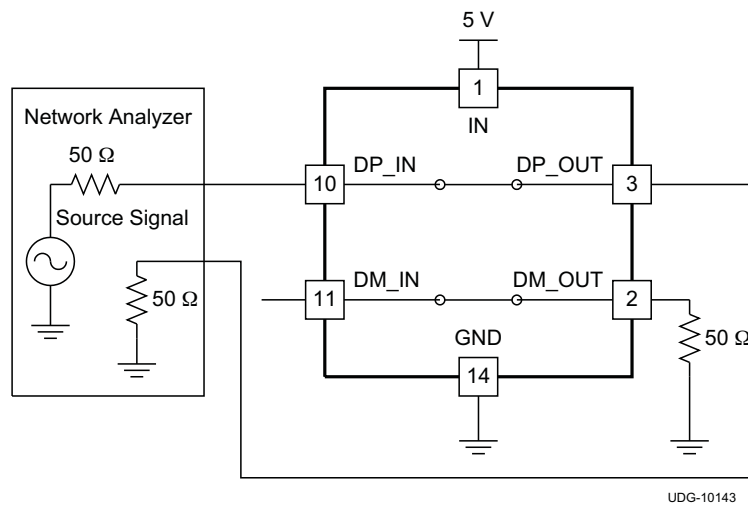 5 V
1
IN
Network Analyzer
50 Ω
Source Signal
50 Ω
10
DP_IN
DP_OUT
3
11
DM_IN
DM_OUT
2
50 Ω
GND
14
UDG-10143